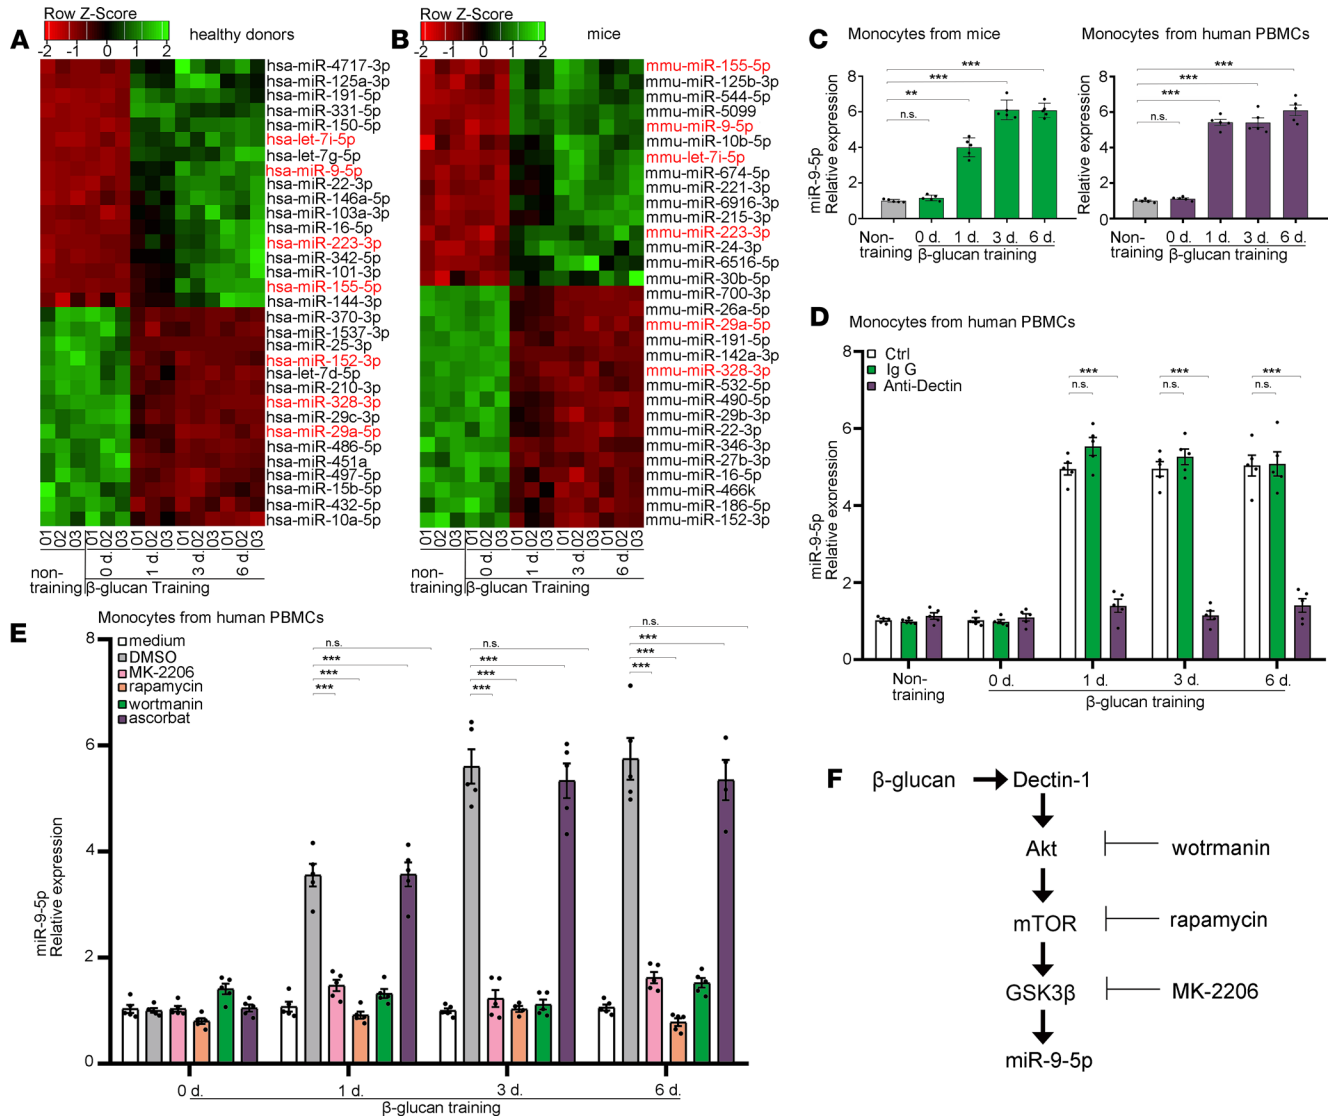 A
Row Z-Score
-2 -1 0 1 2
healthy donors
hsa-miR-4717-3p
hsa-miR-125a-3p
hsa-miR-191-5p
hsa-miR-331-5p
hsa-miR-150-5p
hsa-let-7i-5p
hsa-let-7g-5p
hsa-miR-9-5p
hsa-miR-22-3p
hsa-miR-146a-5p
hsa-miR-103a-3p
hsa-miR-16-5p
hsa-miR-223-3p
hsa-miR-342-5p
hsa-miR-101-3p
hsa-miR-155-5p
hsa-miR-144-3p
hsa-miR-370-3p
hsa-miR-1537-3p
hsa-miR-25-3p
hsa-miR-152-3p
hsa-let-7d-5p
hsa-miR-210-3p
hsa-miR-328-3p
hsa-miR-29c-3p
hsa-miR-29a-5p
hsa-miR-486-5p
hsa-miR-451a
hsa-miR-497-5p
hsa-miR-15b-5p
hsa-miR-432-5p
hsa-miR-10a-5p
01 02 03 01 02 03 01 02 03 01 02 03 01 02 03
0 d. 1 d. 3 d. 6 d.
non-training
β-glucan Training
B
Row Z-Score
-2 -1 0 1 2
mice
mmu-miR-155-5p
mmu-miR-125b-3p
mmu-miR-544-5p
mmu-miR-5099
mmu-miR-9-5p
mmu-miR-10b-5p
mmu-let-7i-5p
mmu-miR-674-5p
mmu-miR-221-3p
mmu-miR-6916-3p
mmu-miR-215-3p
mmu-miR-223-3p
mmu-miR-24-3p
mmu-miR-6516-5p
mmu-miR-30b-5p
mmu-miR-700-3p
mmu-miR-26a-5p
mmu-miR-29a-5p
mmu-miR-191-5p
mmu-miR-142a-3p
mmu-miR-328-3p
mmu-miR-532-5p
mmu-miR-490-5p
mmu-miR-29b-3p
mmu-miR-22-3p
mmu-miR-346-3p
mmu-miR-27b-3p
mmu-miR-16-5p
mmu-miR-466k
mmu-miR-186-5p
mmu-miR-152-3p
01 02 03 01 02 03 01 02 03 01 02 03 01 02 03
0 d. 1 d. 3 d. 6 d.
non-training
β-glucan Training
C
Monocytes from mice
miR-9-5p
Relative expression
8
6
4
2
0
***
***
**
n.s.
Non-training
0 d. 1 d. 3 d. 6 d.
β-glucan training
Monocytes from human PBMCs
Relative expression
8
6
4
2
0
***
***
***
n.s.
Non-training
0 d. 1 d. 3 d. 6 d.
β-glucan training
D
Monocytes from human PBMCs
Ctrl
Ig G
Anti-Dectin
miR-9-5p
Relative expression
8
6
4
2
0
*** *** ***
n.s. n.s. n.s.
Non-training
0 d. 1 d. 3 d. 6 d.
β-glucan training
E
Monocytes from human PBMCs
medium
DMSO
MK-2206
rapamycin
wortmanin
ascorbat
miR-9-5p
Relative expression
8
6
4
2
0
n.s. n.s. n.s.
*** *** ***
*** *** ***
*** *** ***
0 d. 1 d. 3 d. 6 d.
β-glucan training
F
β-glucan Dectin-1
Akt wotrmanin
mTOR rapamycin
GSK3β MK-2206
miR-9-5p